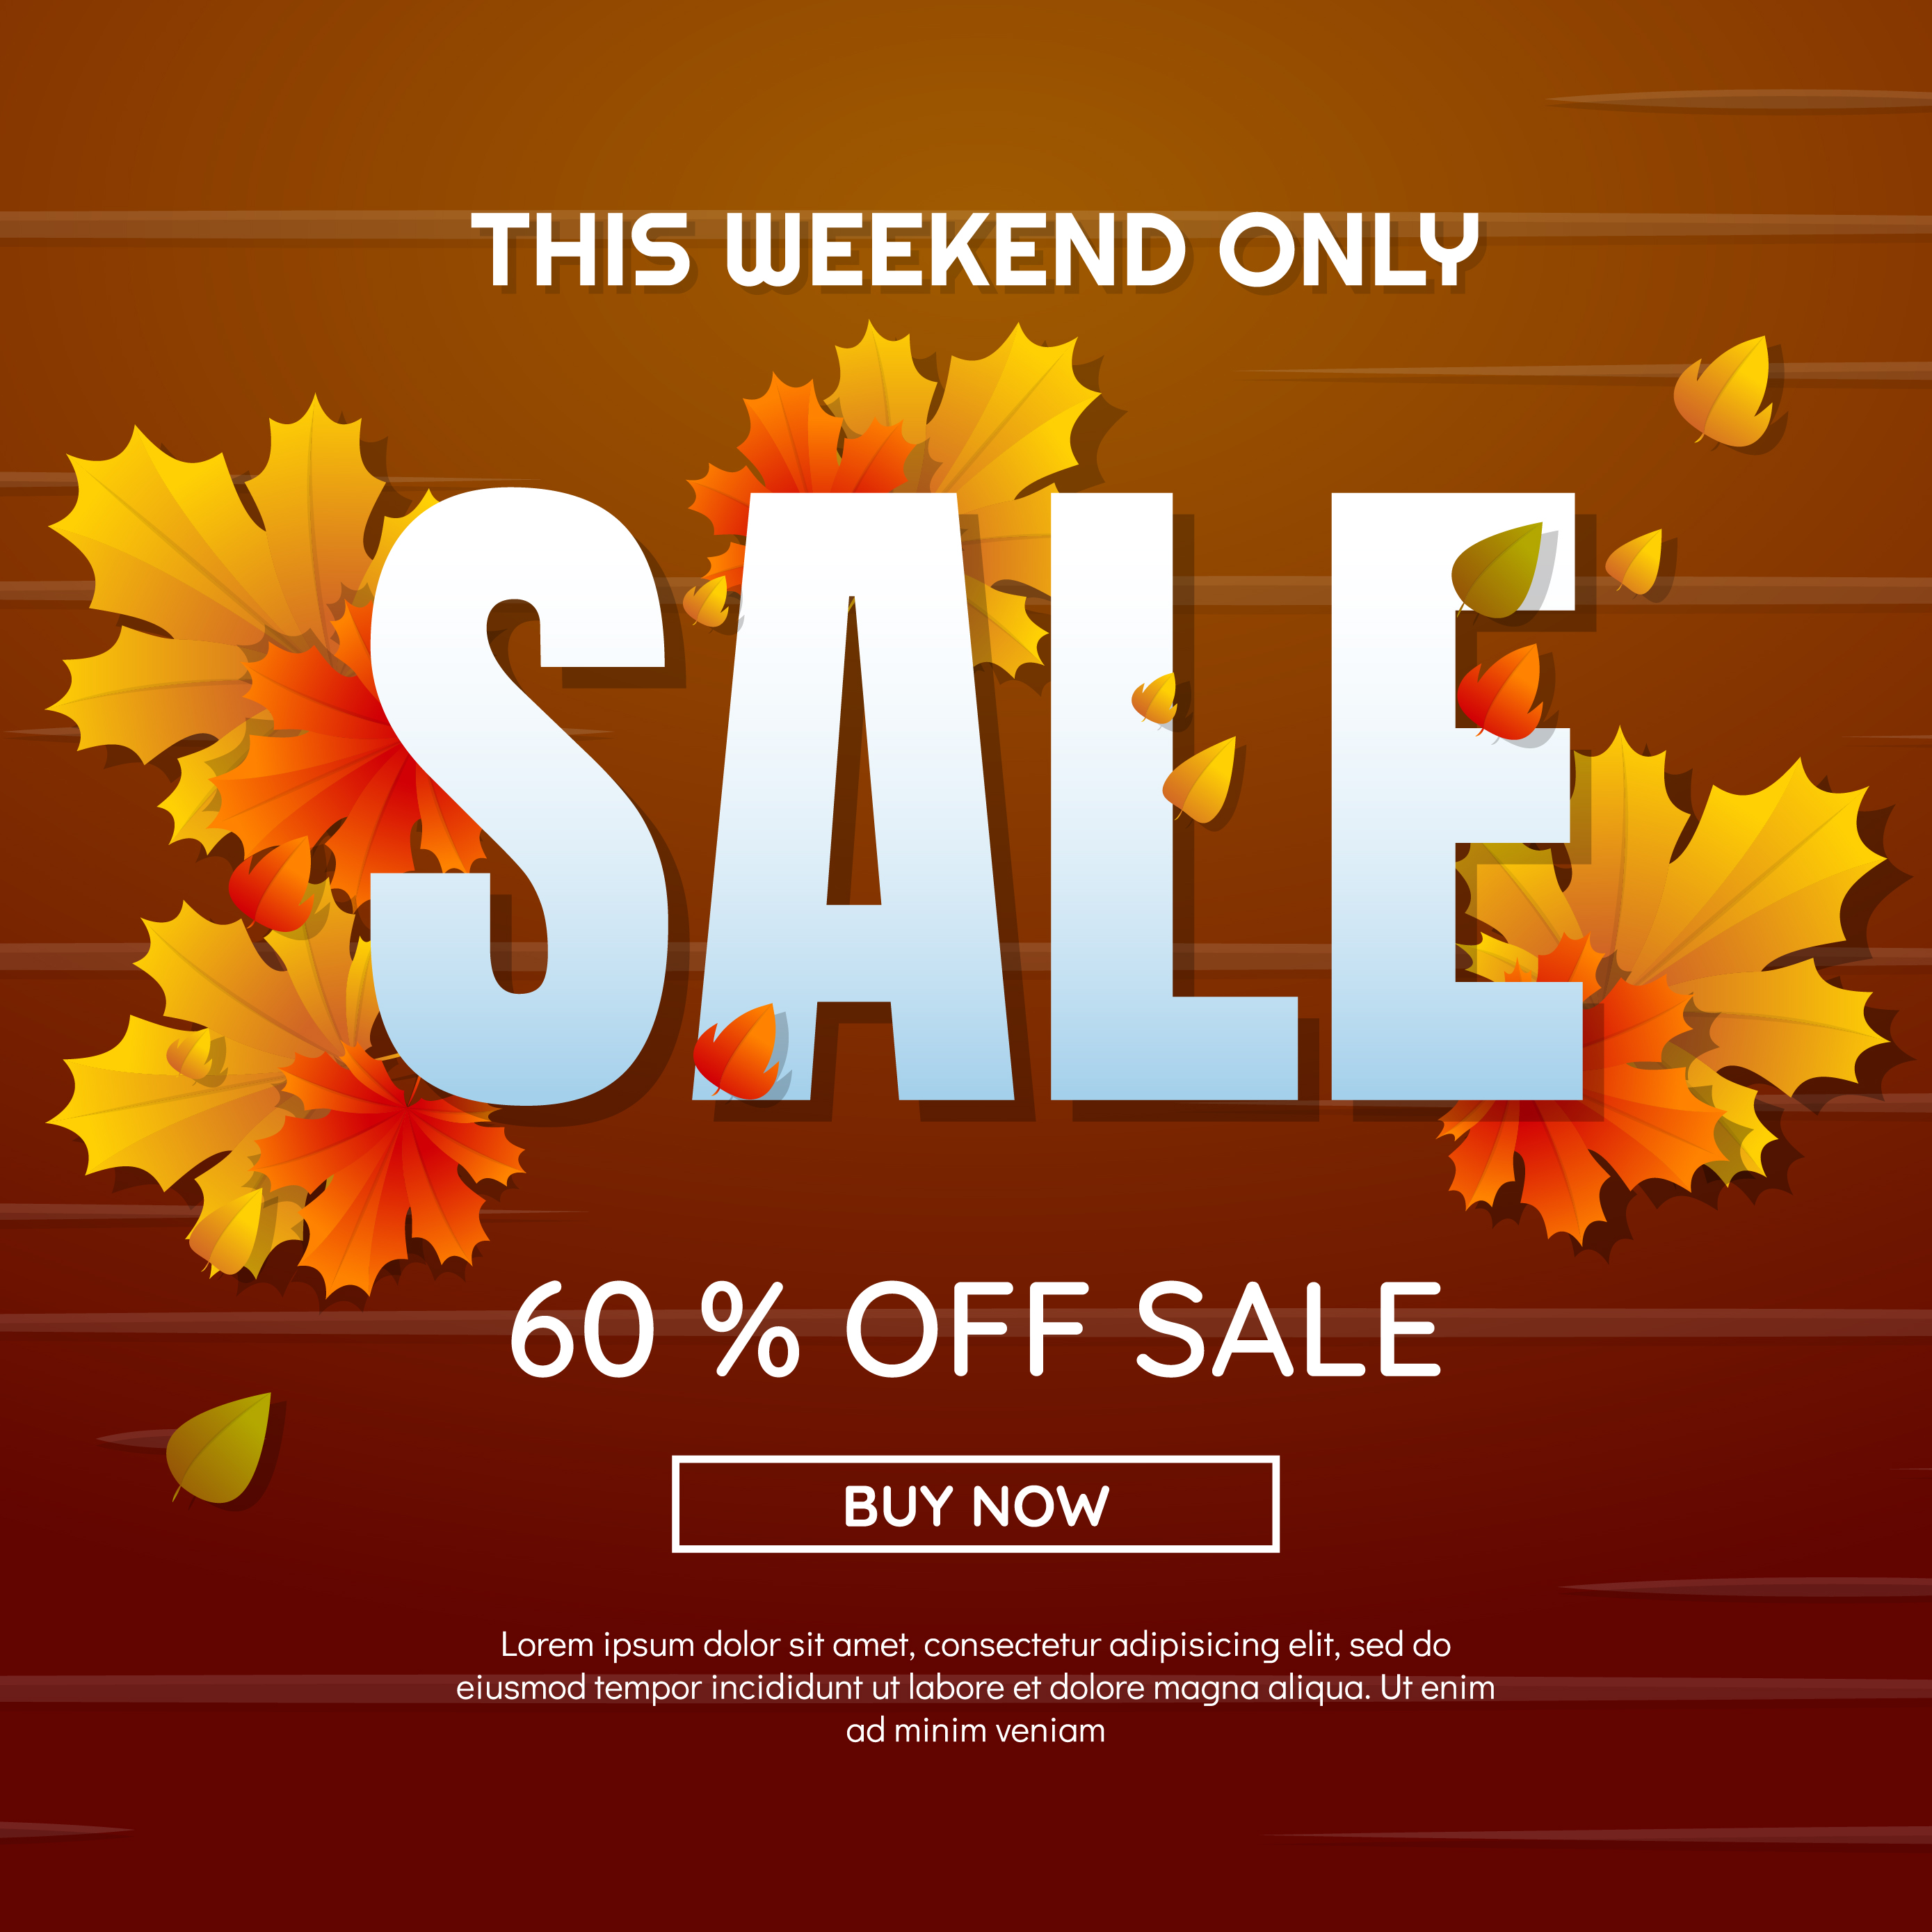 THIS WEEKEND ONLY
SALE
60 % OFF SALE
BUY NOW
Lorem ipsum dolor sit amet, consectetur adipisicing elit, sed do
eiusmod tempor incididunt ut labore et dolore magna aliqua. Ut enim
ad minim veniam